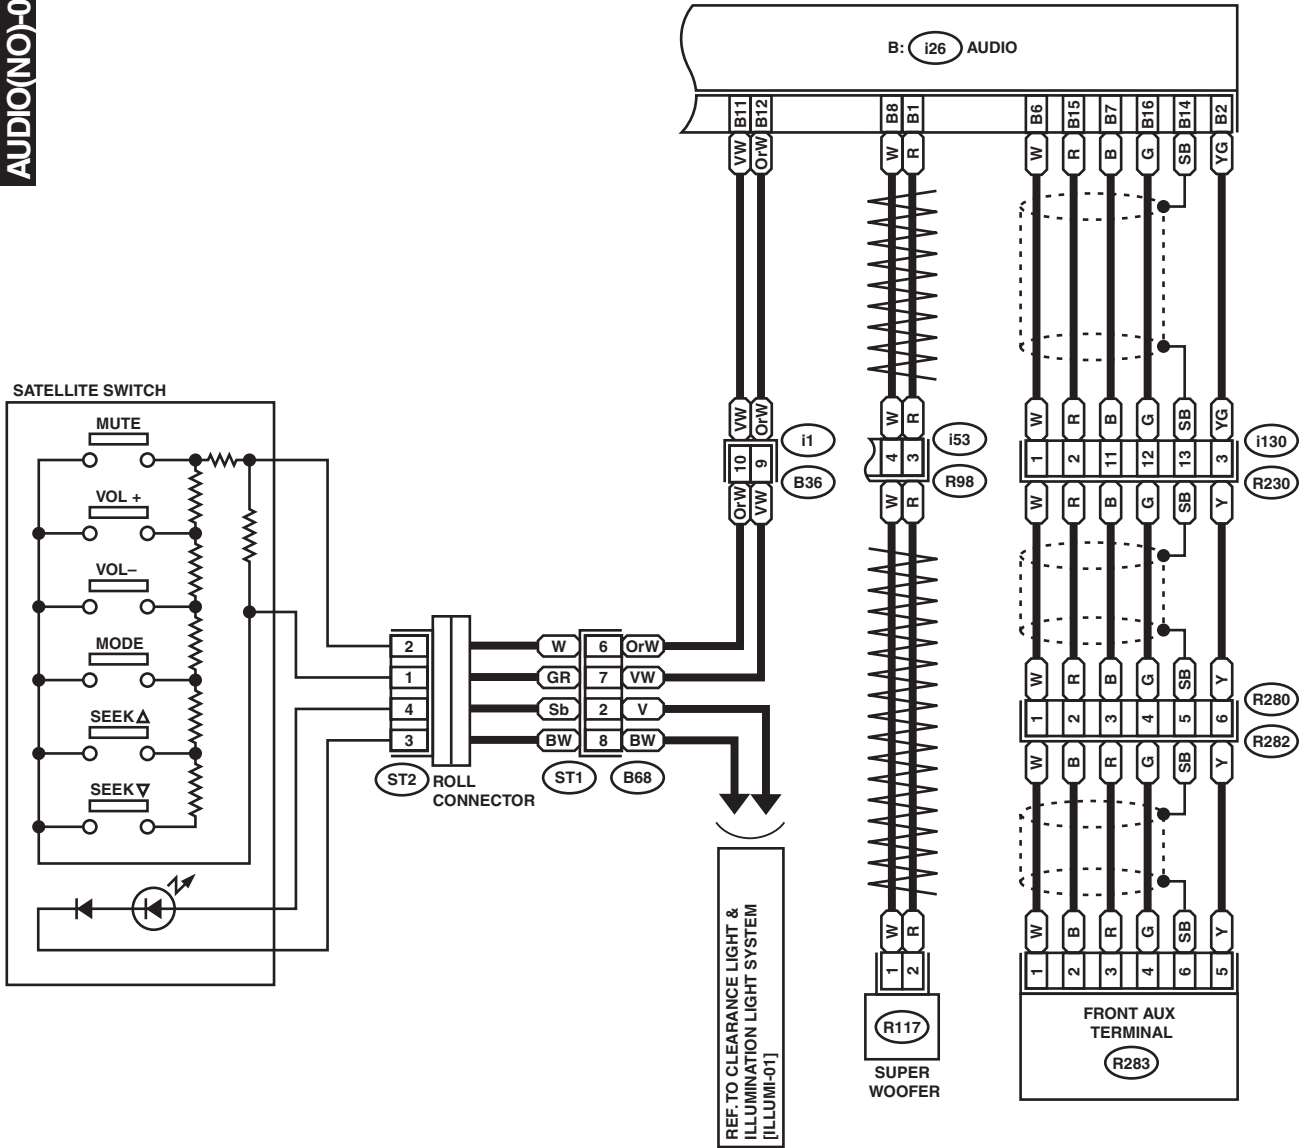 AUDIO(NO)-0
B: i26 AUDIO
B11 B12 B8 B1 B6 B15 B7 B16 B14 B2
VW OrW W R W R B G SB YG
SATELLITE SWITCH
MUTE
VOL +
VOL–
MODE
SEEK△
SEEK▽
VW OrW W R W R B G SB YG
10 9 i1 4 3 i53 1 2 11 12 13 3 i130
B36 R98 R230
OrW VW W R W R B G SB Y
2 W 6 OrW
1 GR 7 VW
4 Sb 2 V
3 BW 8 BW
ST2 ROLL
CONNECTOR
ST1 B68
W R B G SB Y
1 2 3 4 5 6 R280
R282
W B R G SB Y
REF. TO CLEARANCE LIGHT &
ILLUMINATION LIGHT SYSTEM
[ILLUMI-01]
W R W B R G SB Y
1 2 1 2 3 4 6 5
R117
SUPER
WOOFER
FRONT AUX
TERMINAL
R283